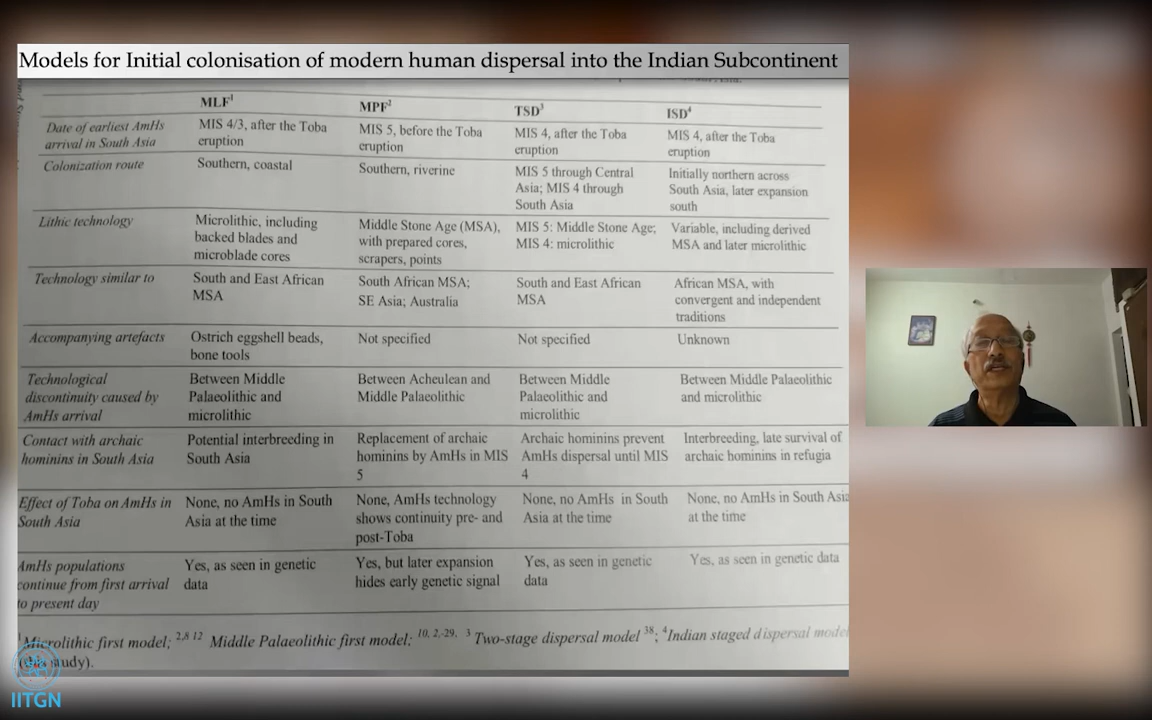 Models for Initial colonisation of modern human dispersal into the Indian Subcontinent
MLF1
MPF2
TSD3
ISD4
Date of earliest AmHs
arrival in South Asia
MIS 4/3, after the Toba
eruption
MIS 5, before the Toba
eruption
MIS 4, after the Toba
eruption
MIS 4, after the Toba
eruption
Colonization route
Southern, coastal
Southern, riverine
MIS 5 through Central
Asia; MIS 4 through
South Asia
Initially northern across
South Asia, later expansion
south
Lithic technology
Microlithic, including
backed blades and
microblade cores
Middle Stone Age (MSA),
with prepared cores,
scrapers, points
MIS 5: Middle Stone Age;
MIS 4: microlithic
Variable, including derived
MSA and later microlithic
Technology similar to
South and East African
MSA
South African MSA;
SE Asia; Australia
South and East African
MSA
African MSA, with
convergent and independent
traditions
Accompanying artefacts
Ostrich eggshell beads,
bone tools
Not specified
Not specified
Unknown
Technological
discontinuity caused by
AmHs arrival
Between Middle
Palaeolithic and
microlithic
Between Acheulean and
Middle Palaeolithic
Between Middle
Palaeolithic and
microlithic
Between Middle Palaeolithic
and microlithic
Contact with archaic
hominins in South Asia
Potential interbreeding in
South Asia
Replacement of archaic
hominins by AmHs in MIS
5
Archaic hominins prevent
AmHs dispersal until MIS
4
Interbreeding, late survival of
archaic hominins in refugia
Effect of Toba on AmHs in
South Asia
None, no AmHs in South
Asia at the time
None, AmHs technology
shows continuity pre- and
post-Toba
None, no AmHs in South
Asia at the time
None, no AmHs in South Asia
at the time
AmHs populations
continue from first arrival
to present day
Yes, as seen in genetic
data
Yes, but later expansion
hides early genetic signal
Yes, as seen in genetic
data
Yes, as seen in genetic data
1Microlithic first model; 2,8 12 Middle Palaeolithic first model; 10, 2,-29. 3 Two-stage dispersal model 38; 4Indian staged dispersal mode
study).
IITGN